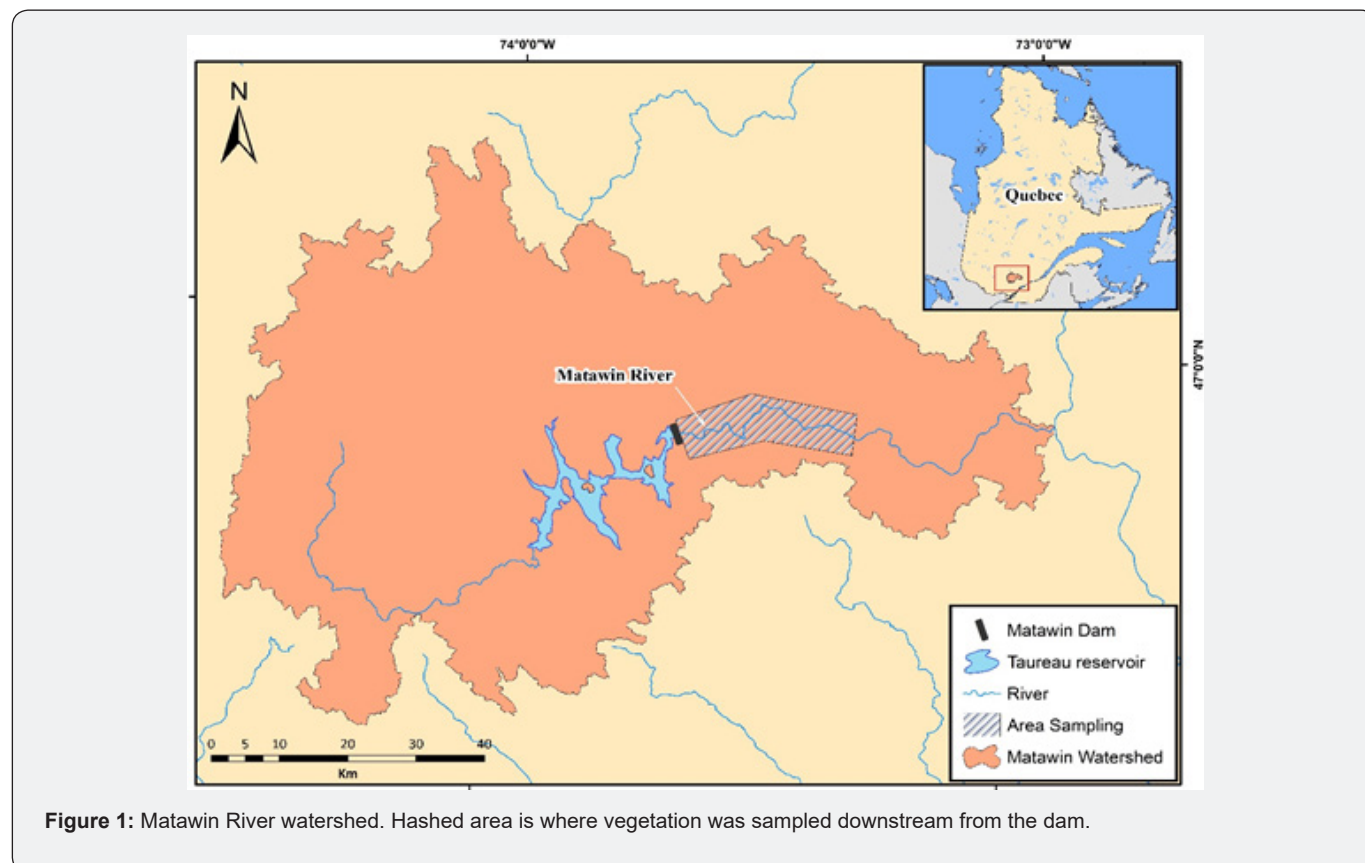 74°0'0"W
73°0'0"W
N
Quebec
47°0'0"N
Matawin River
Matawin Dam
Taureau reservoir
River
Area Sampling
Matawin Watershed
0 5 10 20 30 40
Km
Figure 1: Matawin River watershed. Hashed area is where vegetation was sampled downstream from the dam.